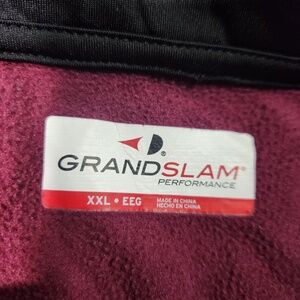 GRANDSLAM®
PERFORMANCE
XXL • EEG
MADE IN CHINA
HECHO EN CHINA